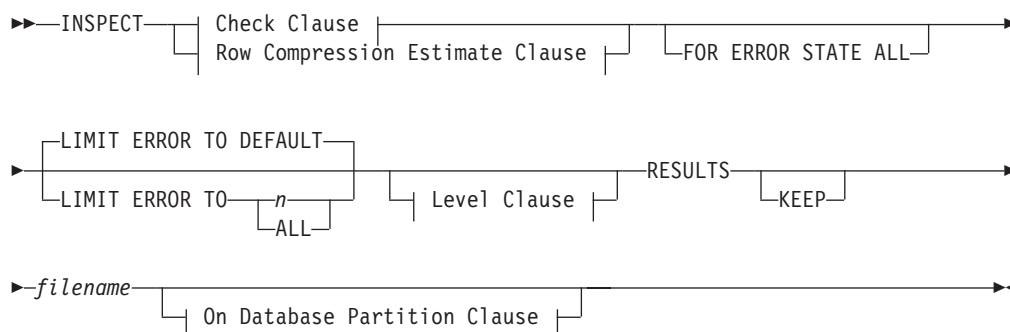 INSPECT Check Clause
Row Compression Estimate Clause FOR ERROR STATE ALL
LIMIT ERROR TO DEFAULT
LIMIT ERROR TO n
ALL
Level Clause
RESULTS
KEEP
filename
On Database Partition Clause